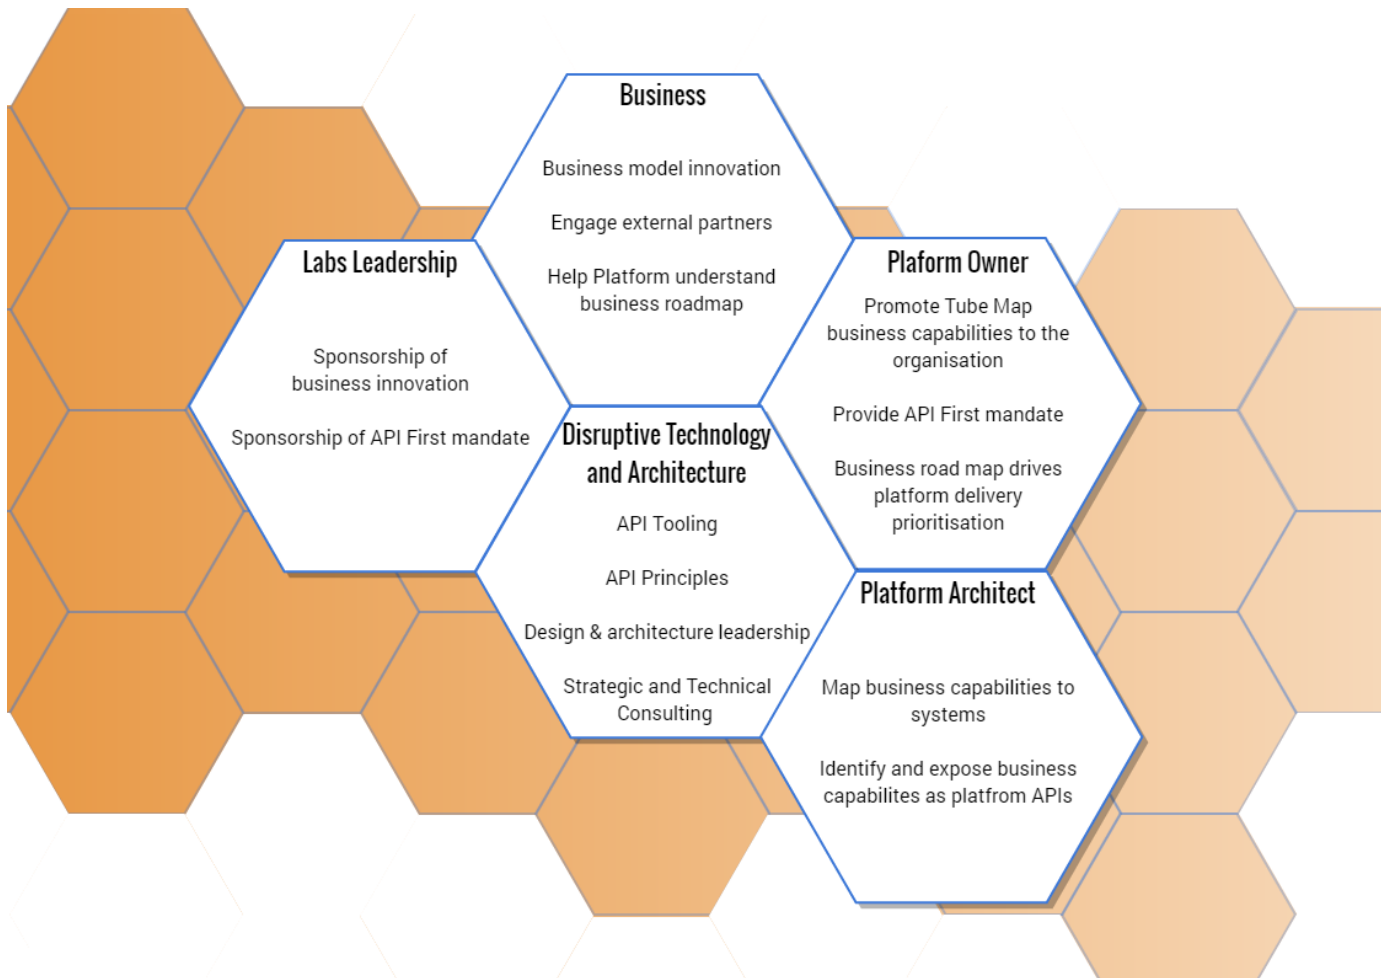 Business
Business model innovation
Engage external partners
Help Platform understand
business roadmap
Labs Leadership
Sponsorship of
business innovation
Sponsorship of API First mandate
Plaform Owner
Promote Tube Map
business capabilities to the
organisation
Provide API First mandate
Business road map drives
platform delivery
prioritisation
Disruptive Technology
and Architecture
API Tooling
API Principles
Design & architecture leadership
Strategic and Technical
Consulting
Platform Architect
Map business capabilities to
systems
Identify and expose business
capabilites as platfrom APIs